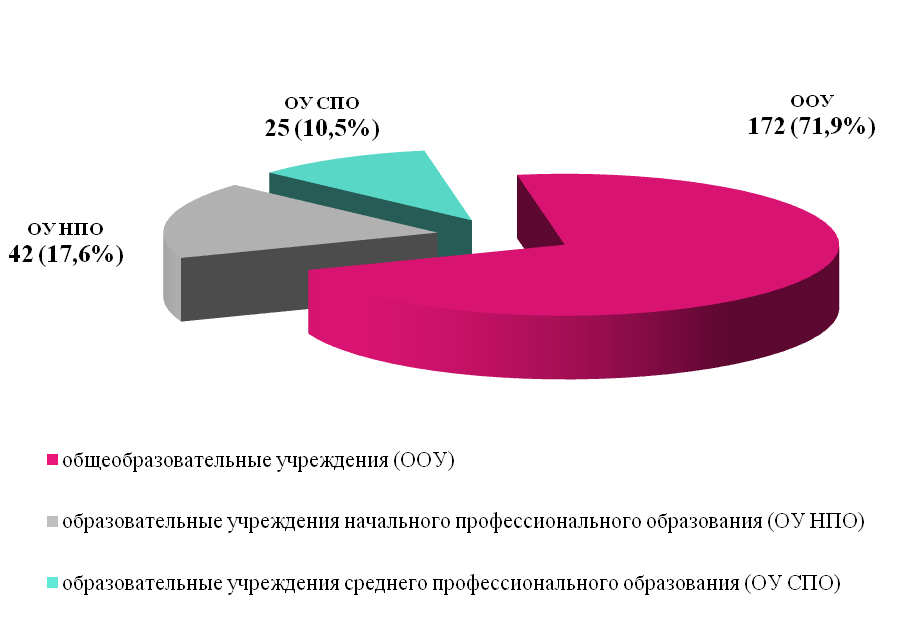 ОУ СПО
25 (10,5%)
ООУ
172 (71,9%)
ОУ НПО
42 (17,6%)
общеобразовательные учреждения (ООУ)
образовательные учреждения начального профессионального образования (ОУ НПО)
образовательные учреждения среднего профессионального образования (ОУ СПО)